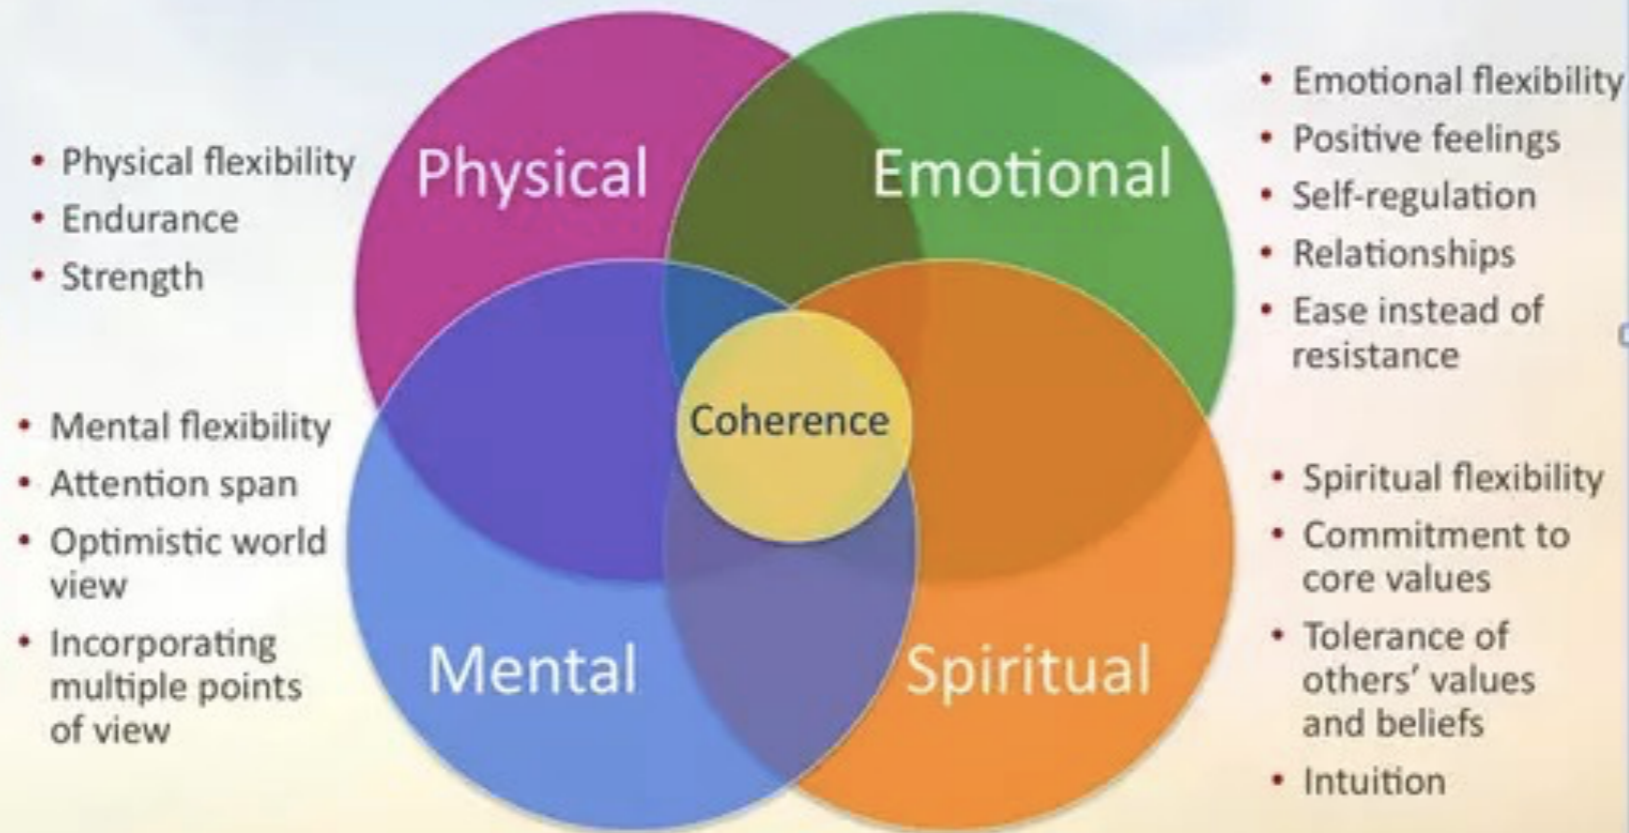 Physical
Emotional
Coherence
Mental
Spiritual
• Physical flexibility
• Endurance
• Strength
• Emotional flexibility
• Positive feelings
• Self-regulation
• Relationships
• Ease instead of
resistance
• Mental flexibility
• Attention span
• Optimistic world
view
• Incorporating
multiple points
of view
• Spiritual flexibility
• Commitment to
core values
• Tolerance of
others’ values
and beliefs
• Intuition